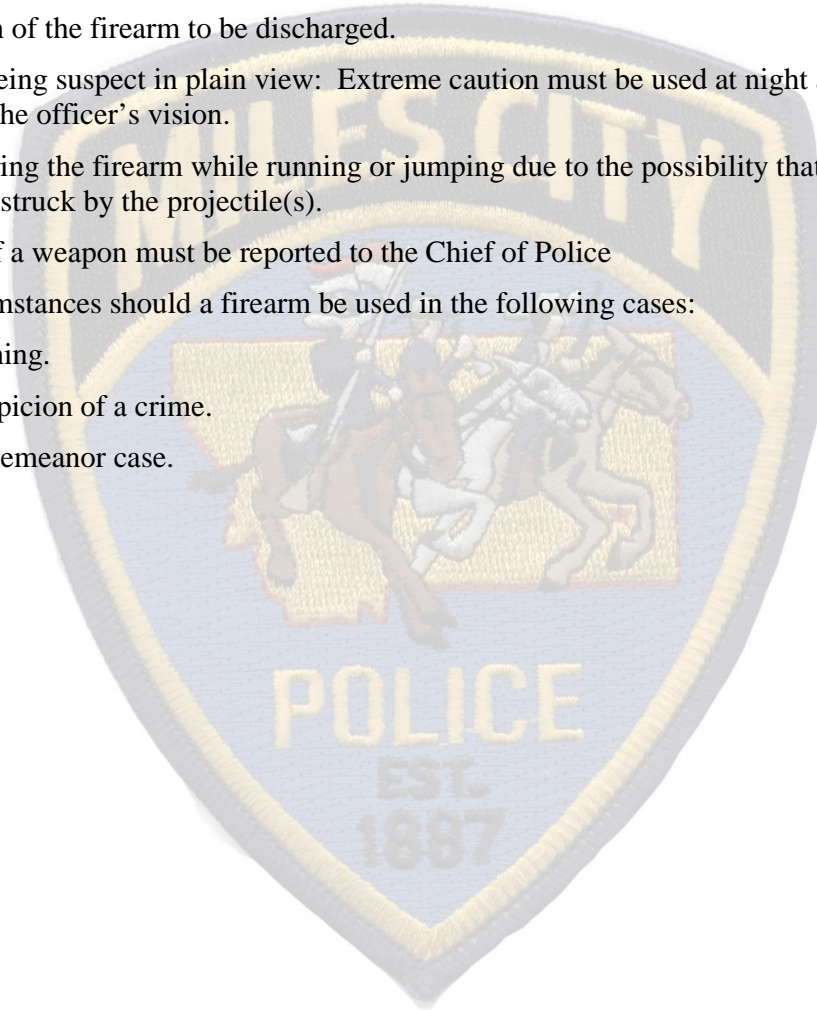 n of the firearm to be discharged.
eing suspect in plain view: Extreme caution must be used at night
he officer's vision.
ing the firearm while running or jumping due to the possibility that
struck by the projectile(s).
f a weapon must be reported to the Chief of Police
mstances should a firearm be used in the following cases:
ning.
picion of a crime.
emeanor case.
MILES CITY
POLICE
EST.
1887